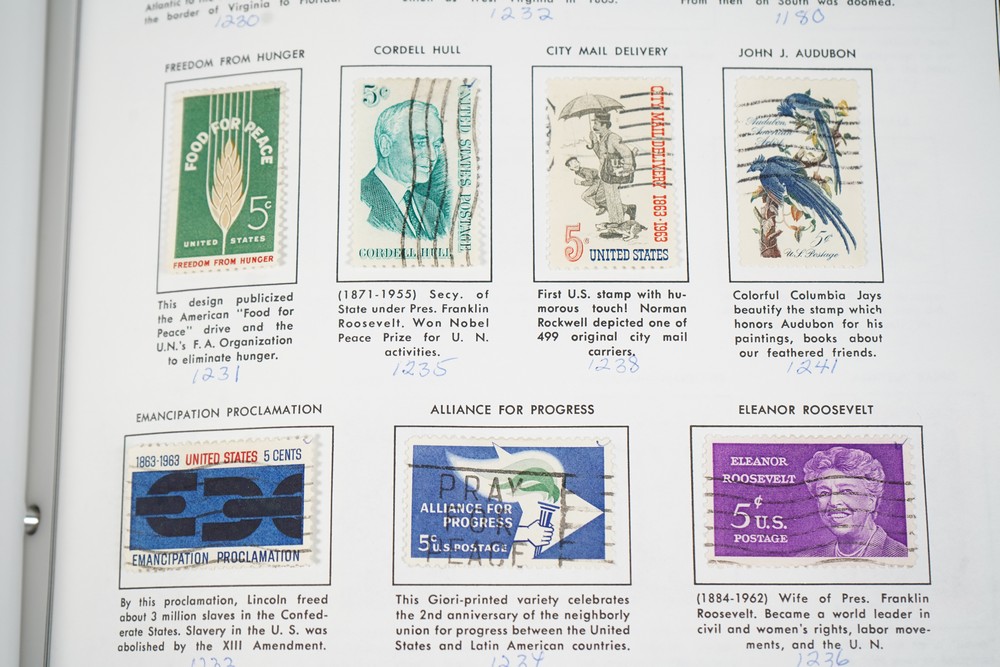 the border of Virginia to Florida.
1230
1232
From then on South was doomed.
1180
FREEDOM FROM HUNGER
FOOD FOR PEACE
5c
UNITED STATES
FREEDOM FROM HUNGER
This design publicized
the American "Food for
Peace" drive and the
U.N.'s F. A. Organization
to eliminate hunger.
1231
CORDELL HULL
5c
UNITED STATES POSTAGE
CORDELL HULL
(1871-1955) Secy. of
State under Pres. Franklin
Roosevelt. Won Nobel
Peace Prize for U. N.
activities.
1235
CITY MAIL DELIVERY
CITY MAIL DELIVERY 1863-1963
U.S.
5c
UNITED STATES
First U.S. stamp with hu-
morous touch! Norman
Rockwell depicted one of
499 original city mail
carriers.
1238
JOHN J. AUDUBON
Audubon
American
5c
U.S. Postage
Colorful Columbia Jays
beautify the stamp which
honors Audubon for his
paintings, books about
our feathered friends.
1241
EMANCIPATION PROCLAMATION
1863-1963 UNITED STATES 5 CENTS
EMANCIPATION PROCLAMATION
By this proclamation, Lincoln freed
about 3 million slaves in the Confed-
erate States. Slavery in the U. S. was
abolished by the XIII Amendment.
1233
ALLIANCE FOR PROGRESS
PRAY
FOR
PEACE
ALLIANCE FOR
PROGRESS
5c U.S. POSTAGE
This Giori-printed variety celebrates
the 2nd anniversary of the neighborly
union for progress between the United
States and Latin American countries.
1234
ELEANOR ROOSEVELT
ELEANOR
ROOSEVELT
5¢ U.S.
POSTAGE
(1884-1962) Wife of Pres. Franklin
Roosevelt. Became a world leader in
civil and women's rights, labor move-
ments, and the U. N.
1236